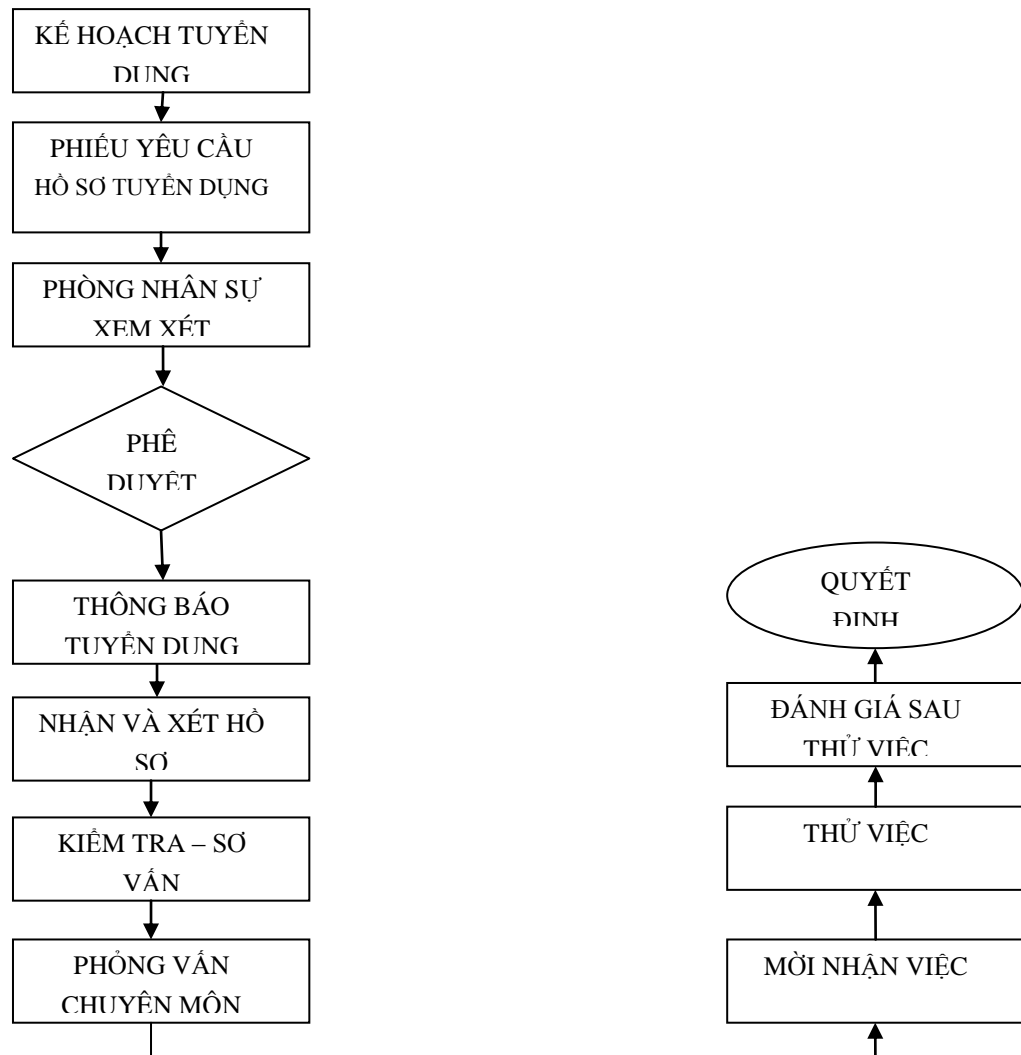 KẾ HOẠCH TUYỂN
DỤNG
PHIẾU YÊU CẦU
HỒ SƠ TUYỂN DỤNG
PHÒNG NHÂN SỰ
XEM XÉT
PHÊ
DUYỆT
THÔNG BÁO
TUYỂN DỤNG
NHẬN VÀ XÉT HỒ
SƠ
KIỂM TRA – SƠ
VẤN
PHỎNG VẤN
CHUYÊN MÔN
QUYẾT
ĐỊNH
ĐÁNH GIÁ SAU
THỬ VIỆC
THỬ VIỆC
MỜI NHẬN VIỆC